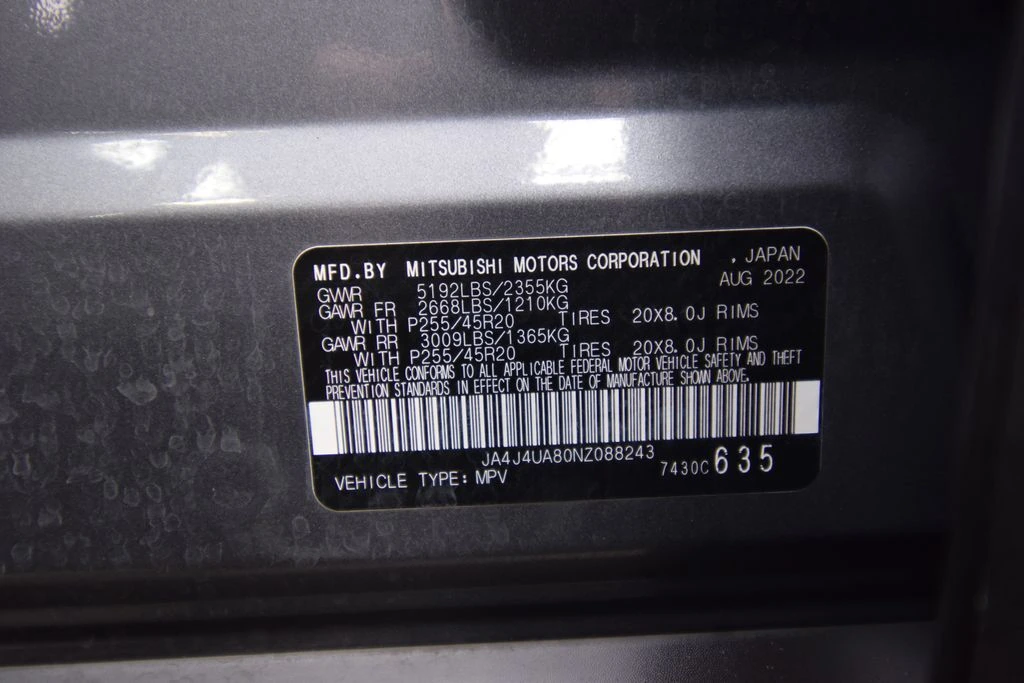 MFD.BY MITSUBISHI MOTORS CORPORATION , JAPAN
AUG 2022
GVWR 5192LBS/2355KG
GAWR FR 2668LBS/1210KG
WITH P255/45R20 TIRES 20X8.0J RIMS
GAWR RR 3009LBS/1365KG
WITH P255/45R20 TIRES 20X8.0J RIMS
THIS VEHICLE CONFORMS TO ALL APPLICABLE FEDERAL MOTOR VEHICLE SAFETY AND THEFT
PREVENTION STANDARDS IN EFFECT ON THE DATE OF MANUFACTURE SHOWN ABOVE.
JA4J4UA80NZ088243
7430C 635
VEHICLE TYPE: MPV